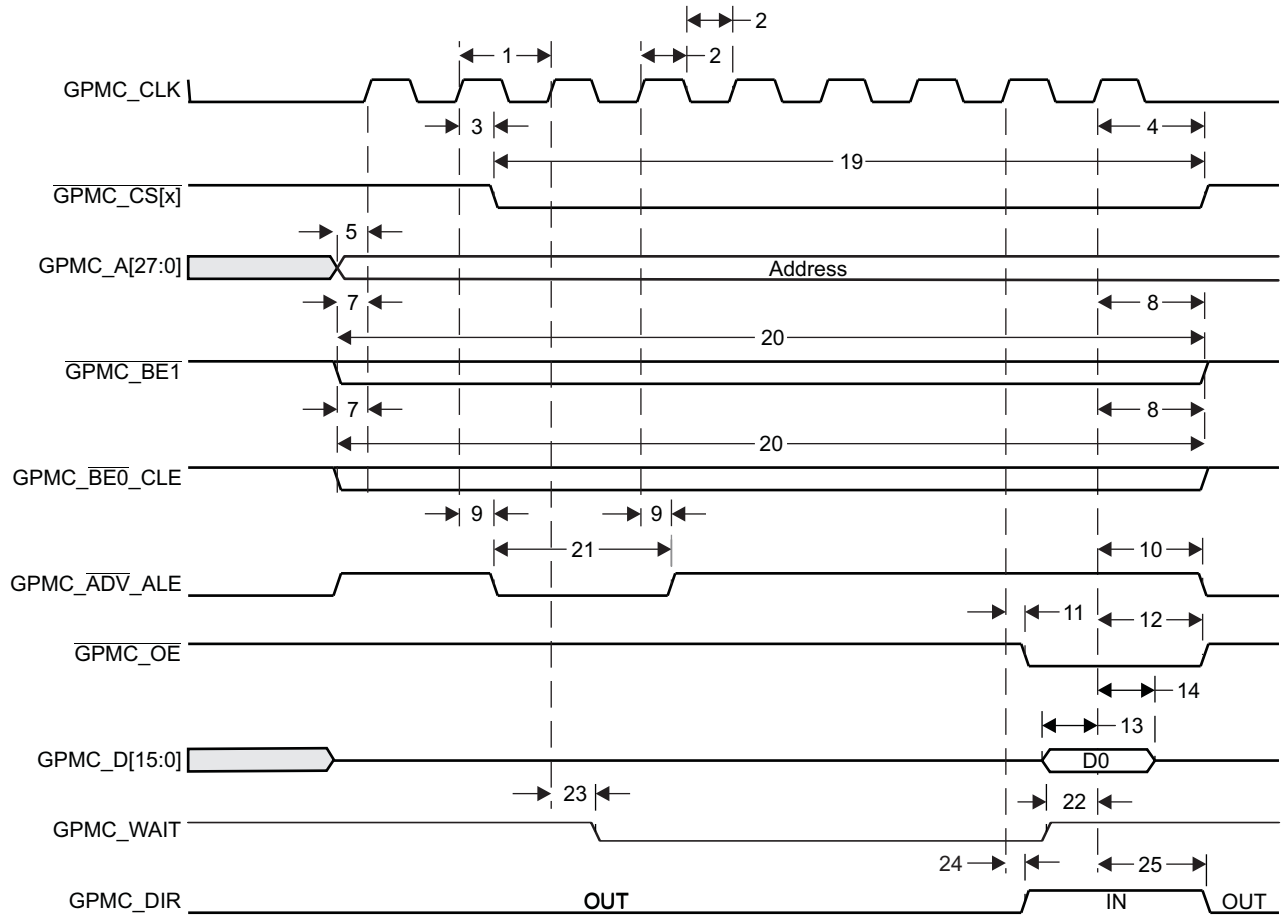 2
1
2
GPMC_CLK
3
4
19
GPMC_CS[x]
5
GPMC_A[27:0]
Address
7
8
20
GPMC_BE1
7
8
20
GPMC_BE0_CLE
9
9
21
10
GPMC_ADV_ALE
11
12
GPMC_OE
14
13
GPMC_D[15:0]
D0
23
22
GPMC_WAIT
24
25
GPMC_DIR
OUT
IN
OUT